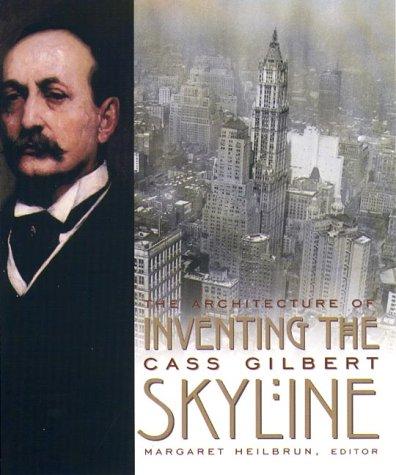 THE ARCHITECTURE OF
INVENTING THE
CASS GILBERT
SKYLINE
MARGARET HEILBRUN, EDITOR